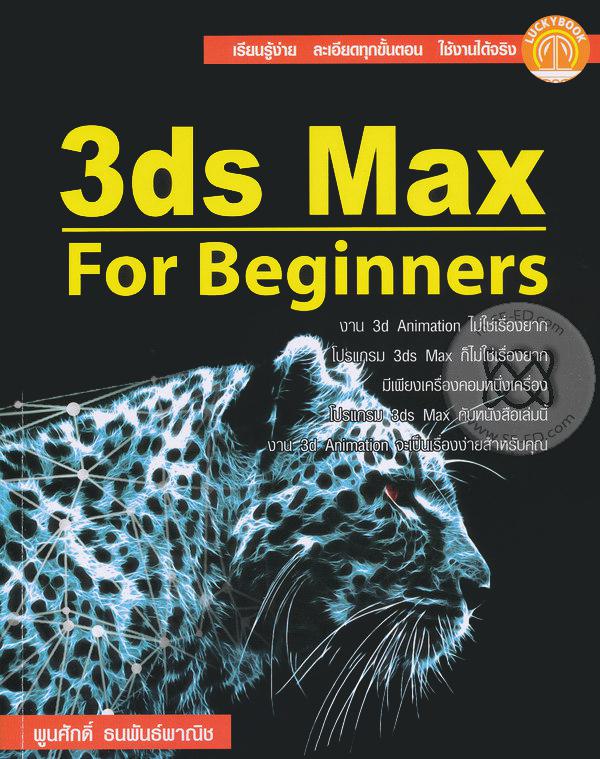 เรียนรู้ง่าย ละเอียดทุกขั้นตอน ใช้งานได้จริง
LUCKYBOOK
3ds Max
For Beginners
งาน 3d Animation ไม่ใช่เรื่องยาก
โปรแกรม 3ds Max ก็ไม่ใช่เรื่องยาก
มีเพียงเครื่องคอมหนึ่งเครื่อง
โปรแกรม 3ds Max กับหนังสือเล่มนี้
งาน 3d Animation จะเป็นเรื่องง่ายสำหรับคุณ
www.SE-ED.com
พูนศักดิ์ ธนพันธ์พาณิช